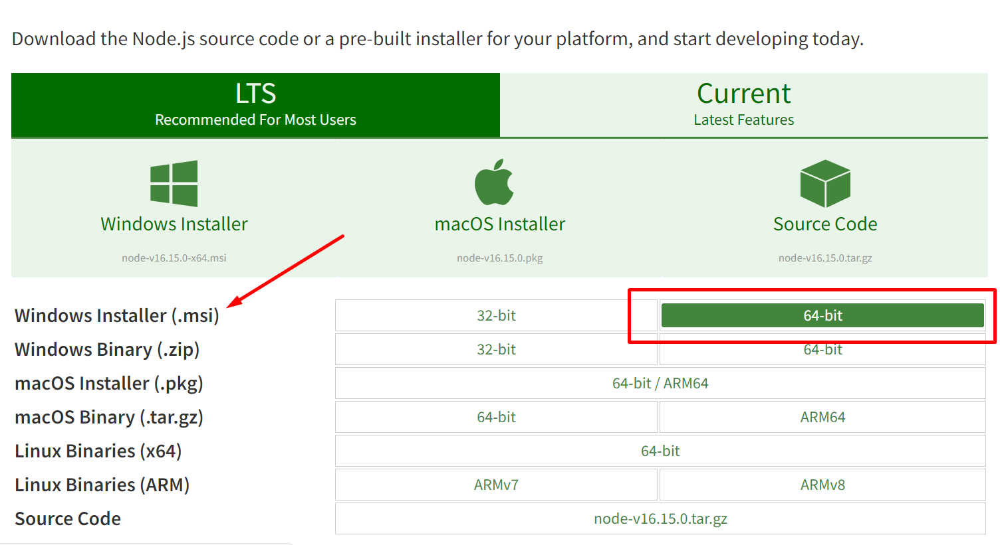 Download the Node.js source code or a pre-built installer for your platform, and start developing today.
LTS
Recommended For Most Users
Current
Latest Features
Windows Installer
node-v16.15.0-x64.msi
macOS Installer
node-v16.15.0.pkg
Source Code
node-v16.15.0.tar.gz
Windows Installer (.msi) 32-bit 64-bit
Windows Binary (.zip) 32-bit 64-bit
macOS Installer (.pkg) 64-bit / ARM64
macOS Binary (.tar.gz) 64-bit ARM64
Linux Binaries (x64) 64-bit
Linux Binaries (ARM) ARMv7 ARMv8
Source Code node-v16.15.0.tar.gz